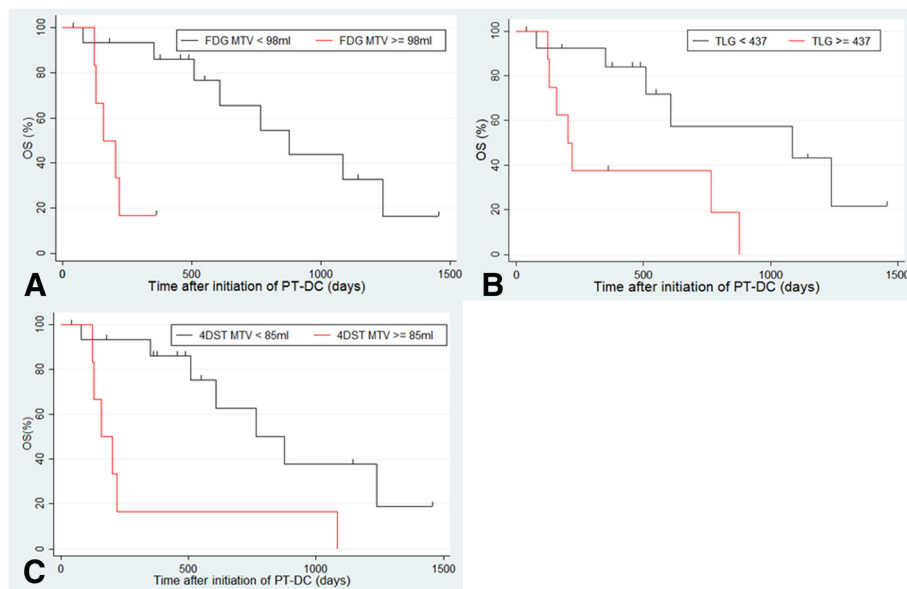 FDG MTV < 98ml FDG MTV >= 98ml
100
80
60
40
20
0
OS (%)
0 500 1000 1500
Time after initiation of PT-DC (days)
A
TLG < 437 TLG >= 437
100
80
60
40
20
0
OS (%)
0 500 1000 1500
Time after initiation of PT-DC (days)
B
4DST MTV < 85ml 4DST MTV >= 85ml
100
80
60
40
20
0
OS(%)
0 500 1000 1500
Time after initiation of PT-DC (days)
C